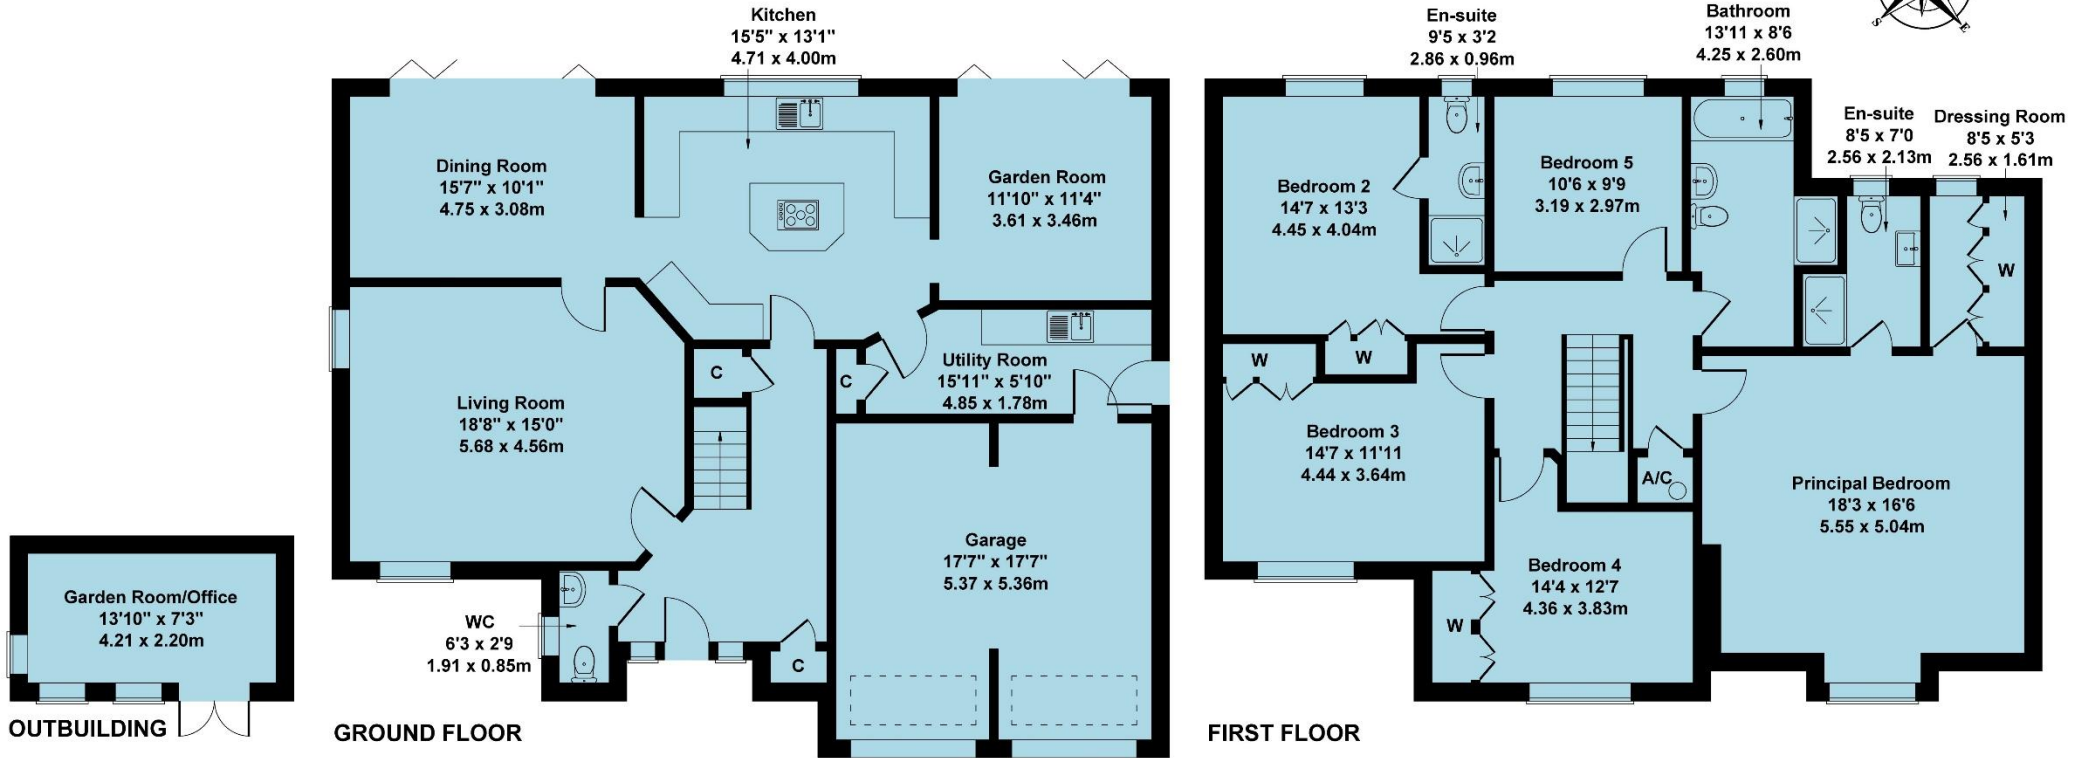 Kitchen
15'5" x 13'1"
4.71 x 4.00m
Dining Room
15'7" x 10'1"
4.75 x 3.08m
Garden Room
11'10" x 11'4"
3.61 x 3.46m
Living Room
18'8" x 15'0"
5.68 x 4.56m
C
C
Utility Room
15'11" x 5'10"
4.85 x 1.78m
Garage
17'7" x 17'7"
5.37 x 5.36m
WC
6'3 x 2'9
1.91 x 0.85m
C
Garden Room/Office
13'10" x 7'3"
4.21 x 2.20m
OUTBUILDING
GROUND FLOOR
En-suite
9'5 x 3'2
2.86 x 0.96m
Bathroom
13'11 x 8'6
4.25 x 2.60m
S
E
En-suite
8'5 x 7'0
2.56 x 2.13m
Dressing Room
8'5 x 5'3
2.56 x 1.61m
Bedroom 2
14'7 x 13'3
4.45 x 4.04m
Bedroom 5
10'6 x 9'9
3.19 x 2.97m
W
W
W
Bedroom 3
14'7 x 11'11
4.44 x 3.64m
A/C
Principal Bedroom
18'3 x 16'6
5.55 x 5.04m
Bedroom 4
14'4 x 12'7
4.36 x 3.83m
W
FIRST FLOOR